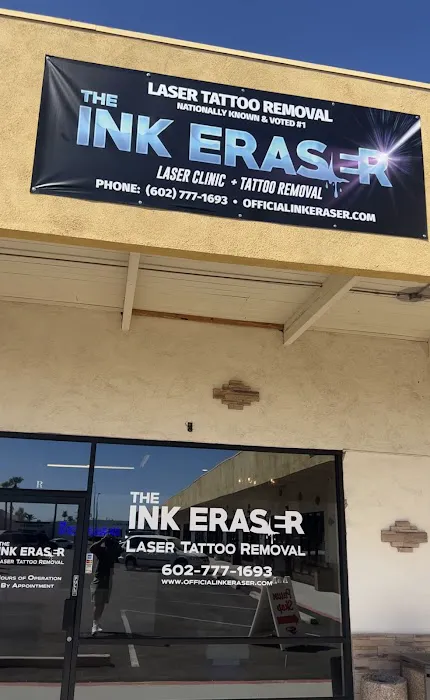 LASER TATTOO REMOVAL
NATIONALLY KNOWN & VOTED #1
THE
INK ERASER
LASER CLINIC + TATTOO REMOVAL
PHONE: (602) 777-1693 • OFFICIALINKERASER.COM
R
THE
INK ERASER
LASER TATTOO REMOVAL
602-777-1693
WWW.OFFICIALINKERASER.COM
THE
INK ERASER
LASER TATTOO REMOVAL
HOURS OF OPERATION
BY APPOINTMENT